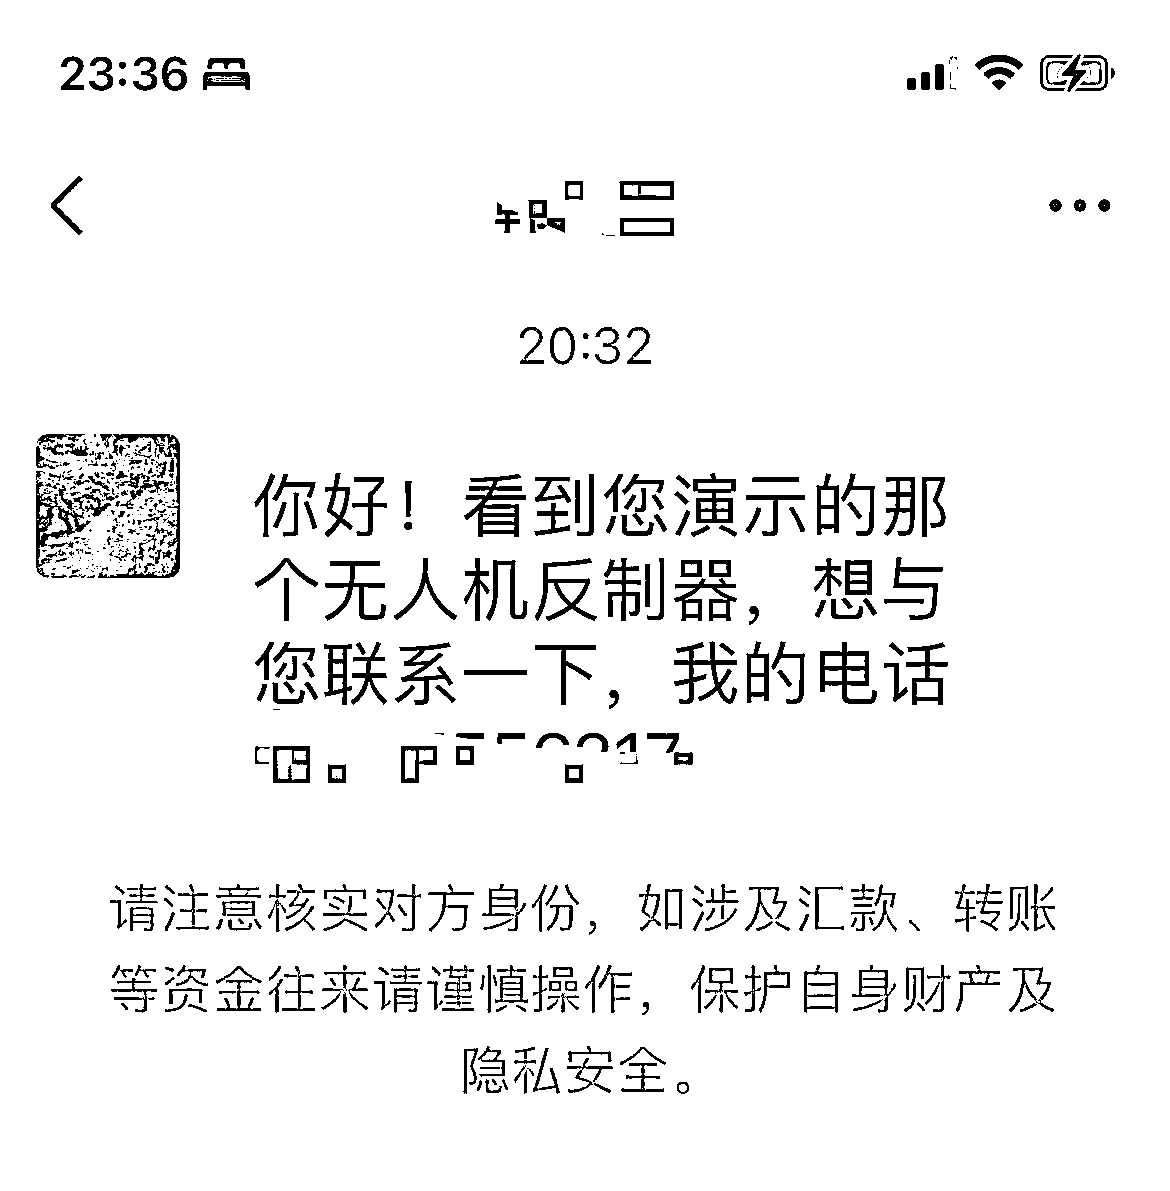 23:36
20:32
你好！看到您演示的那
个无人机反制器，想与
您联系一下，我的电话
请注意核实对方身份，如涉及汇款、转账
等资金往来请谨慎操作，保护自身财产及
隐私安全。